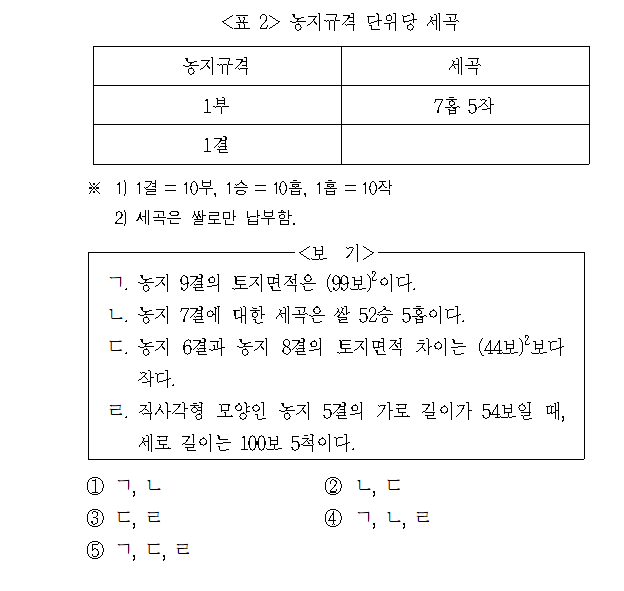 <표 2> 농지규격 단위당 세곡
농지규격 세곡
1부 7홉 5작
1결
※ 1) 1결 = 10부, 1승 = 10홉, 1홉 = 10작
2) 세곡은 쌀로만 납부함.
<보 기>
ㄱ. 농지 9결의 토지면적은 (99보)²이다.
ㄴ. 농지 7결에 대한 세곡은 쌀 52승 5홉이다.
ㄷ. 농지 6결과 농지 8결의 토지면적 차이는 (44보)²보다
작다.
ㄹ. 직사각형 모양인 농지 5결의 가로 길이가 54보일 때,
세로 길이는 100보 5척이다.
① ㄱ, ㄴ ② ㄴ, ㄷ
③ ㄷ, ㄹ ④ ㄱ, ㄴ, ㄹ
⑤ ㄱ, ㄷ, ㄹ